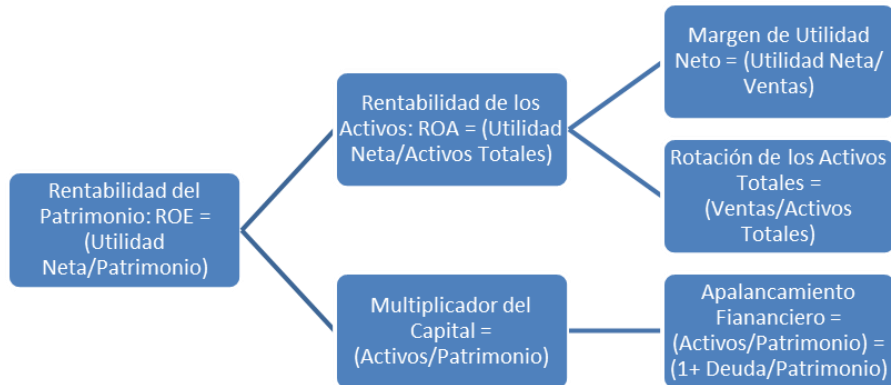 Rentabilidad del
Patrimonio: ROE =
(Utilidad
Neta/Patrimonio)
Rentabilidad de los
Activos: ROA = (Utilidad
Neta/Activos Totales)
Margen de Utilidad
Neto = (Utilidad Neta/
Ventas)
Rotación de los Activos
Totales =
(Ventas/Activos
Totales)
Multiplicador del
Capital =
(Activos/Patrimonio)
Apalancamiento
Fiananciero =
(Activos/Patrimonio) =
(1+ Deuda/Patrimonio)